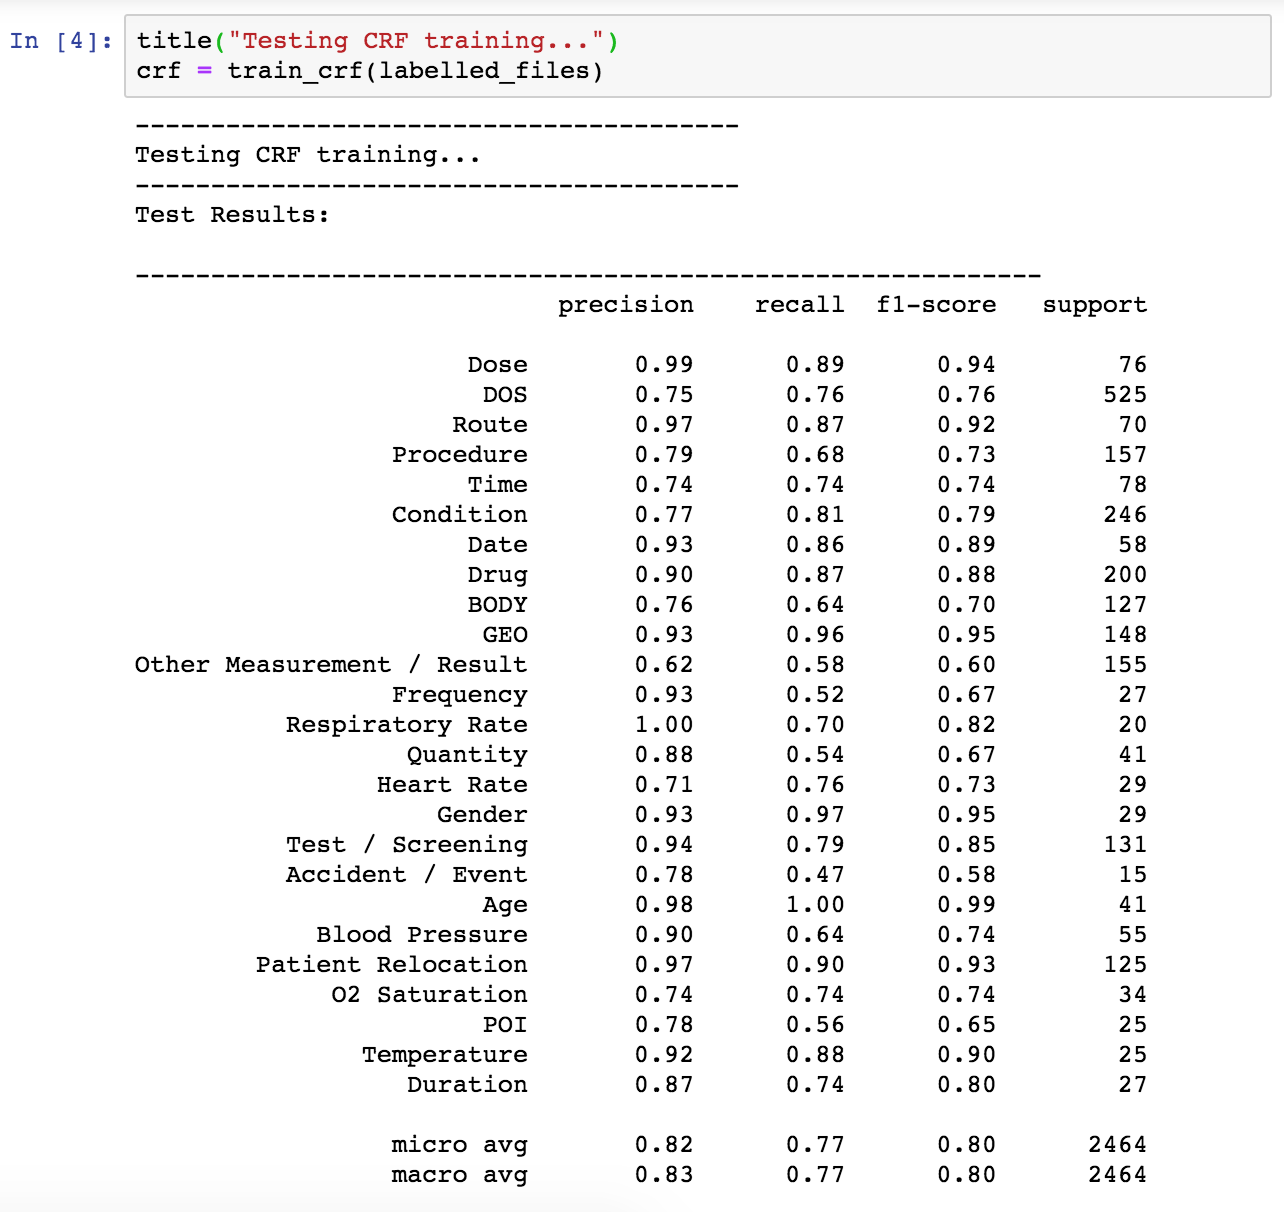 In [4]: title("Testing CRF training...")
crf = train_crf(labelled_files)
----------------------------------------
Testing CRF training...
----------------------------------------
Test Results:
------------------------------------------------------------
precision recall f1-score support
Dose 0.99 0.89 0.94 76
DOS 0.75 0.76 0.76 525
Route 0.97 0.87 0.92 70
Procedure 0.79 0.68 0.73 157
Time 0.74 0.74 0.74 78
Condition 0.77 0.81 0.79 246
Date 0.93 0.86 0.89 58
Drug 0.90 0.87 0.88 200
BODY 0.76 0.64 0.70 127
GEO 0.93 0.96 0.95 148
Other Measurement / Result 0.62 0.58 0.60 155
Frequency 0.93 0.52 0.67 27
Respiratory Rate 1.00 0.70 0.82 20
Quantity 0.88 0.54 0.67 41
Heart Rate 0.71 0.76 0.73 29
Gender 0.93 0.97 0.95 29
Test / Screening 0.94 0.79 0.85 131
Accident / Event 0.78 0.47 0.58 15
Age 0.98 1.00 0.99 41
Blood Pressure 0.90 0.64 0.74 55
Patient Relocation 0.97 0.90 0.93 125
O2 Saturation 0.74 0.74 0.74 34
POI 0.78 0.56 0.65 25
Temperature 0.92 0.88 0.90 25
Duration 0.87 0.74 0.80 27
micro avg 0.82 0.77 0.80 2464
macro avg 0.83 0.77 0.80 2464